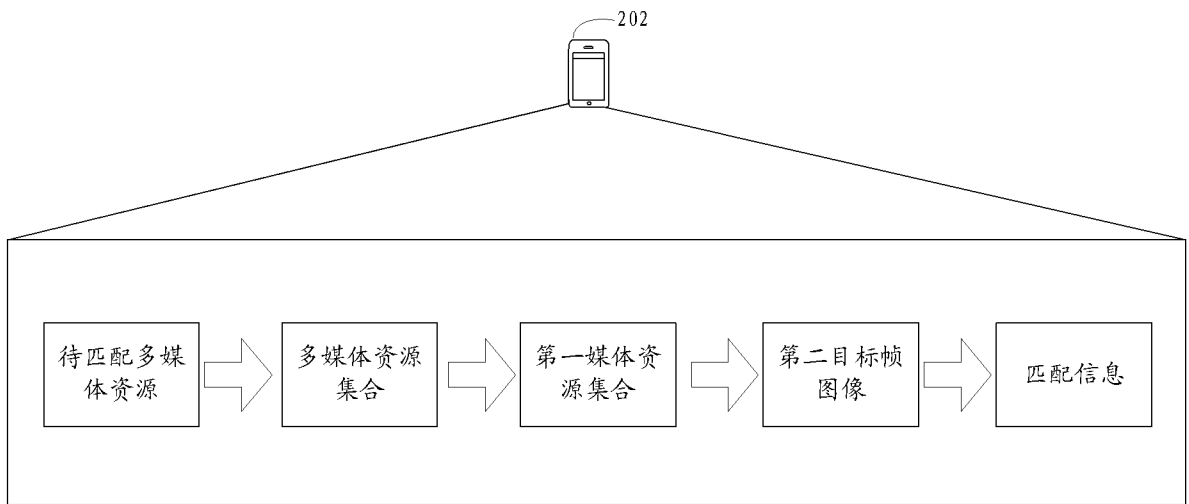 202
待匹配多媒
体资源
多媒体资源
集合
第一媒体资
源集合
第二目标帧
图像
匹配信息